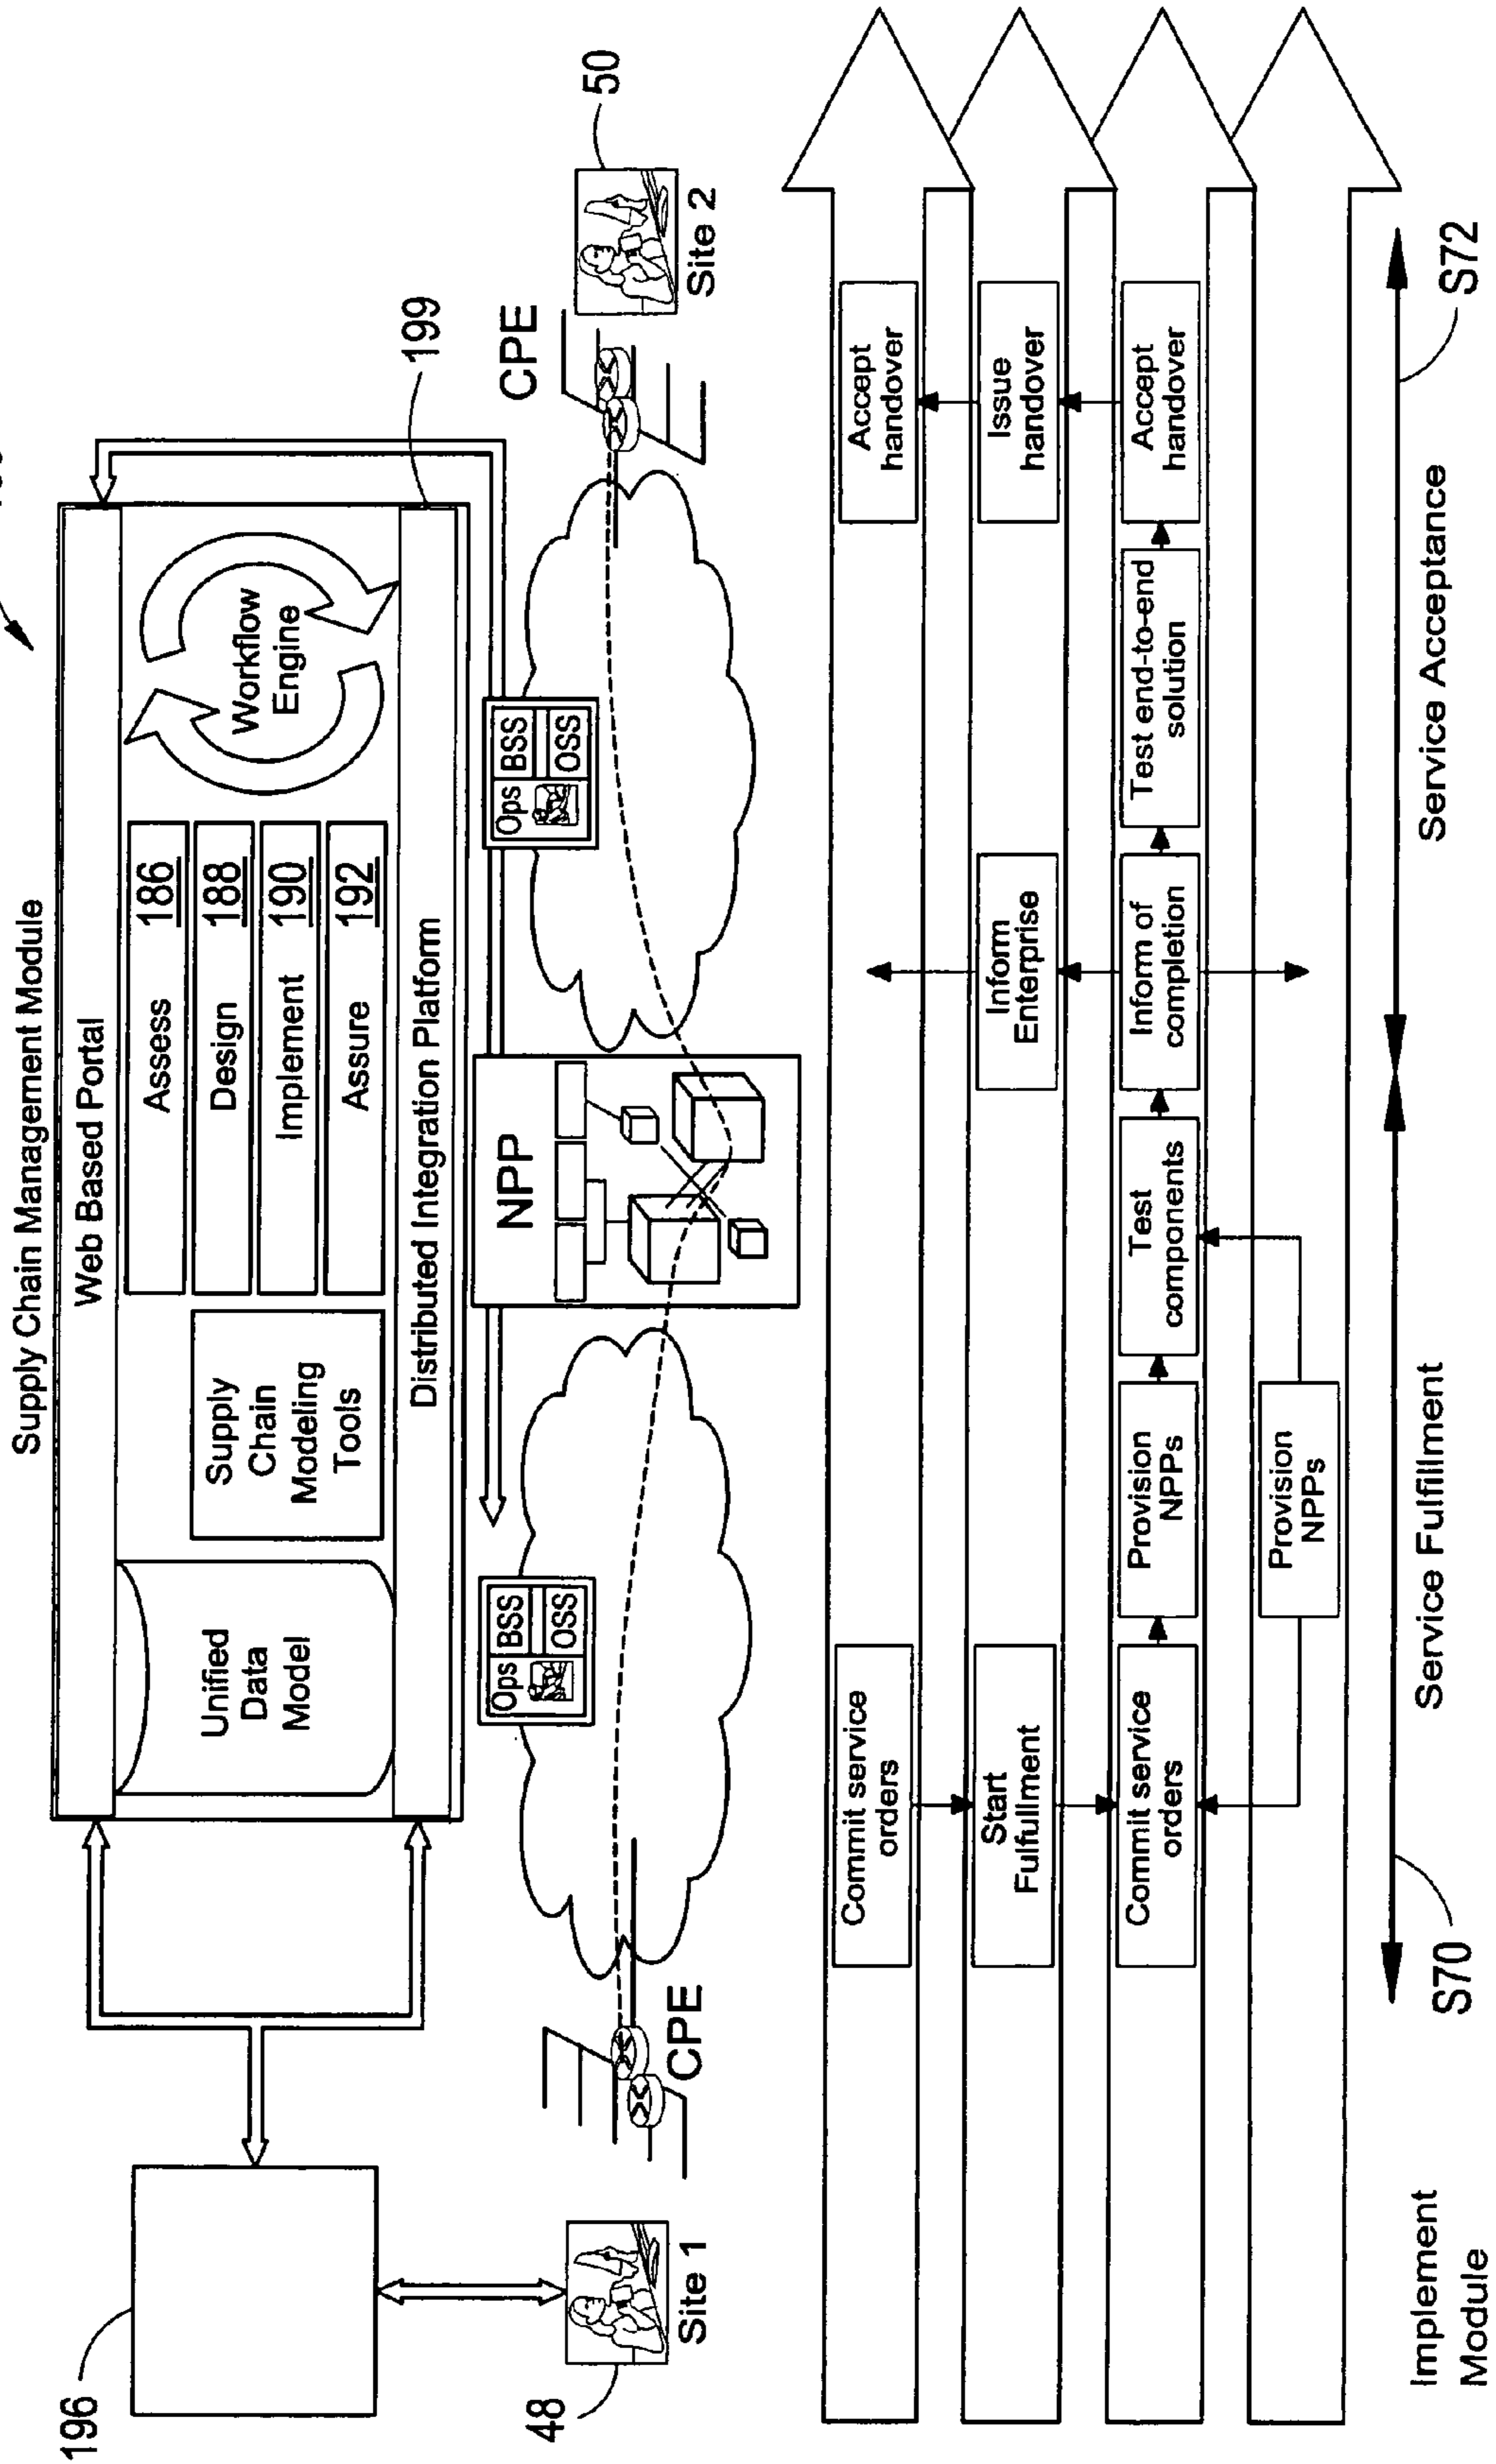 Supply Chain Management Module
Web Based Portal
Unified
Data
Model
Supply
Chain
Modeling
Tools
Assess 186
Design 188
Implement 190
Assure 192
Workflow
Engine
Distributed Integration Platform
199
196
48
Site 1
CPE
Ops
BSS
OSS
NPP
Ops
BSS
OSS
CPE
50
Site 2
Commit service
orders
Accept
handover
Start
Fulfullment
Inform
Enterprise
Issue
handover
Commit service
orders
Provision
NPPs
Test
components
Inform of
completion
Test end-to-end
solution
Accept
handover
Provision
NPPs
Implement
Module
S70
Service Fulfillment
Service Acceptance
S72